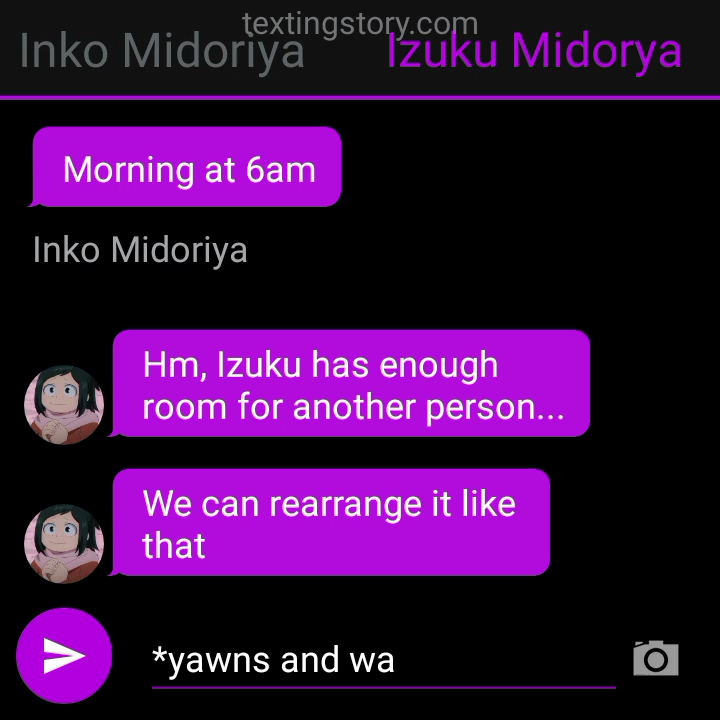 textingstory.com
Inko Midoriya
Izuku Midorya
Morning at 6am
Inko Midoriya
Hm, Izuku has enough
room for another person...
We can rearrange it like
that
*yawns and wa